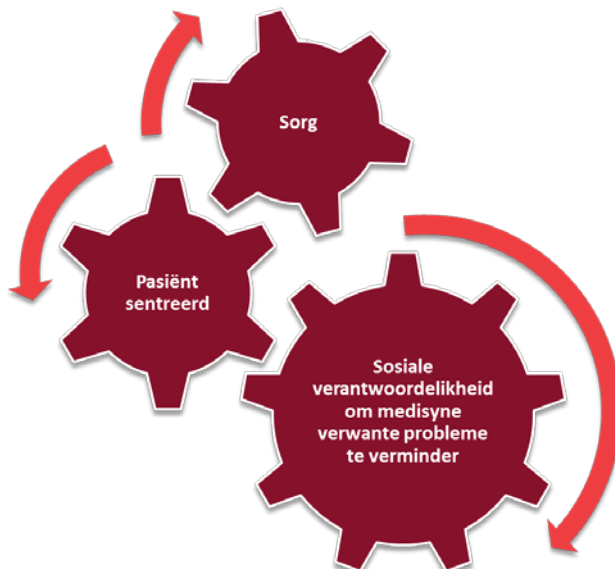 Sorg
Pasiënt
sentreerd
Sosiale
verantwoordelikheid
om medisyne
verwante probleme
te verminder